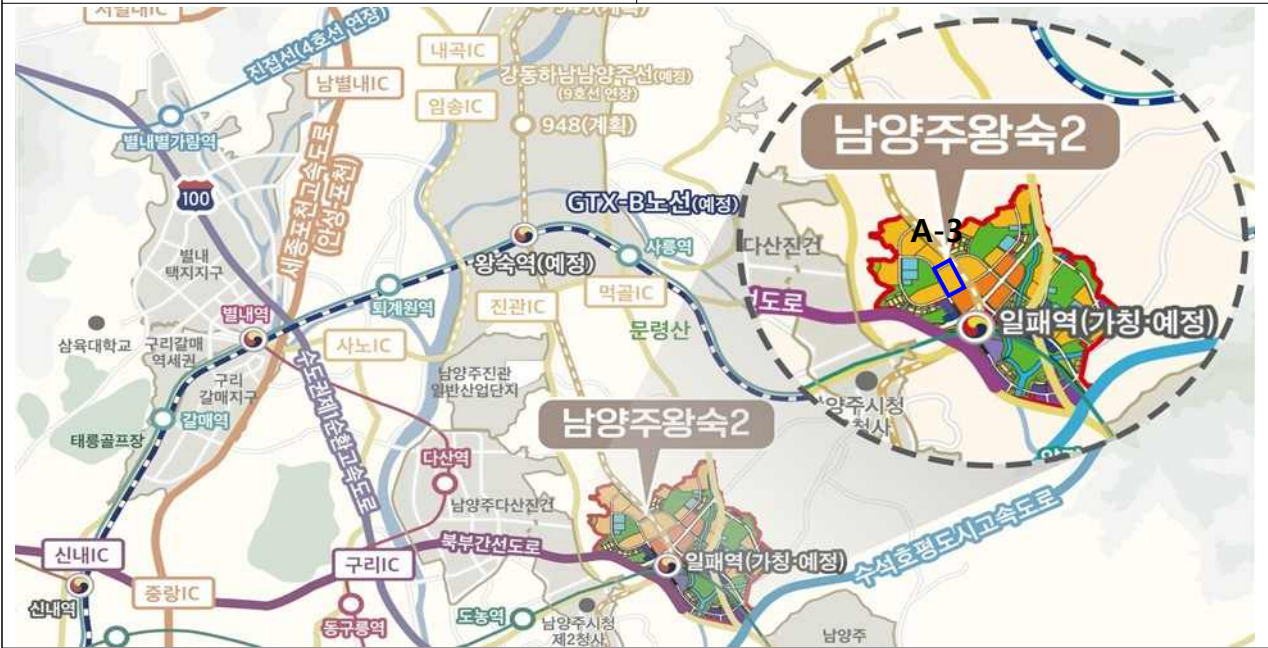 진접선(4호선 연장)
내곡IC
남별내IC
강동하남남양주선(예정)
(9호선 연장)
임송IC
948(계획)
별내별가람역
세종포천고속도로
(안성-포천)
100
GTX-B노선(예정)
별내
택지지구
왕숙역(예정)
사릉역
퇴계원역
진관IC
먹골IC
별내역
문령산
삼육대학교
구리갈매
역세권
사노IC
구리
갈매지구
수도권제1순환고속도로
남양주진관
일반산업단지
갈매역
태릉골프장
남양주왕숙2
다산역
남양주다산진건
북부간선도로
일패역(가칭·예정)
수석호평도시고속도로
신내IC
구리IC
중랑IC
신내역
동구릉역
도농역
남양주시청
제2청사
남양주
남양주왕숙2
A-3
다산진건
도로
일패역(가칭·예정)
양주시청
청사